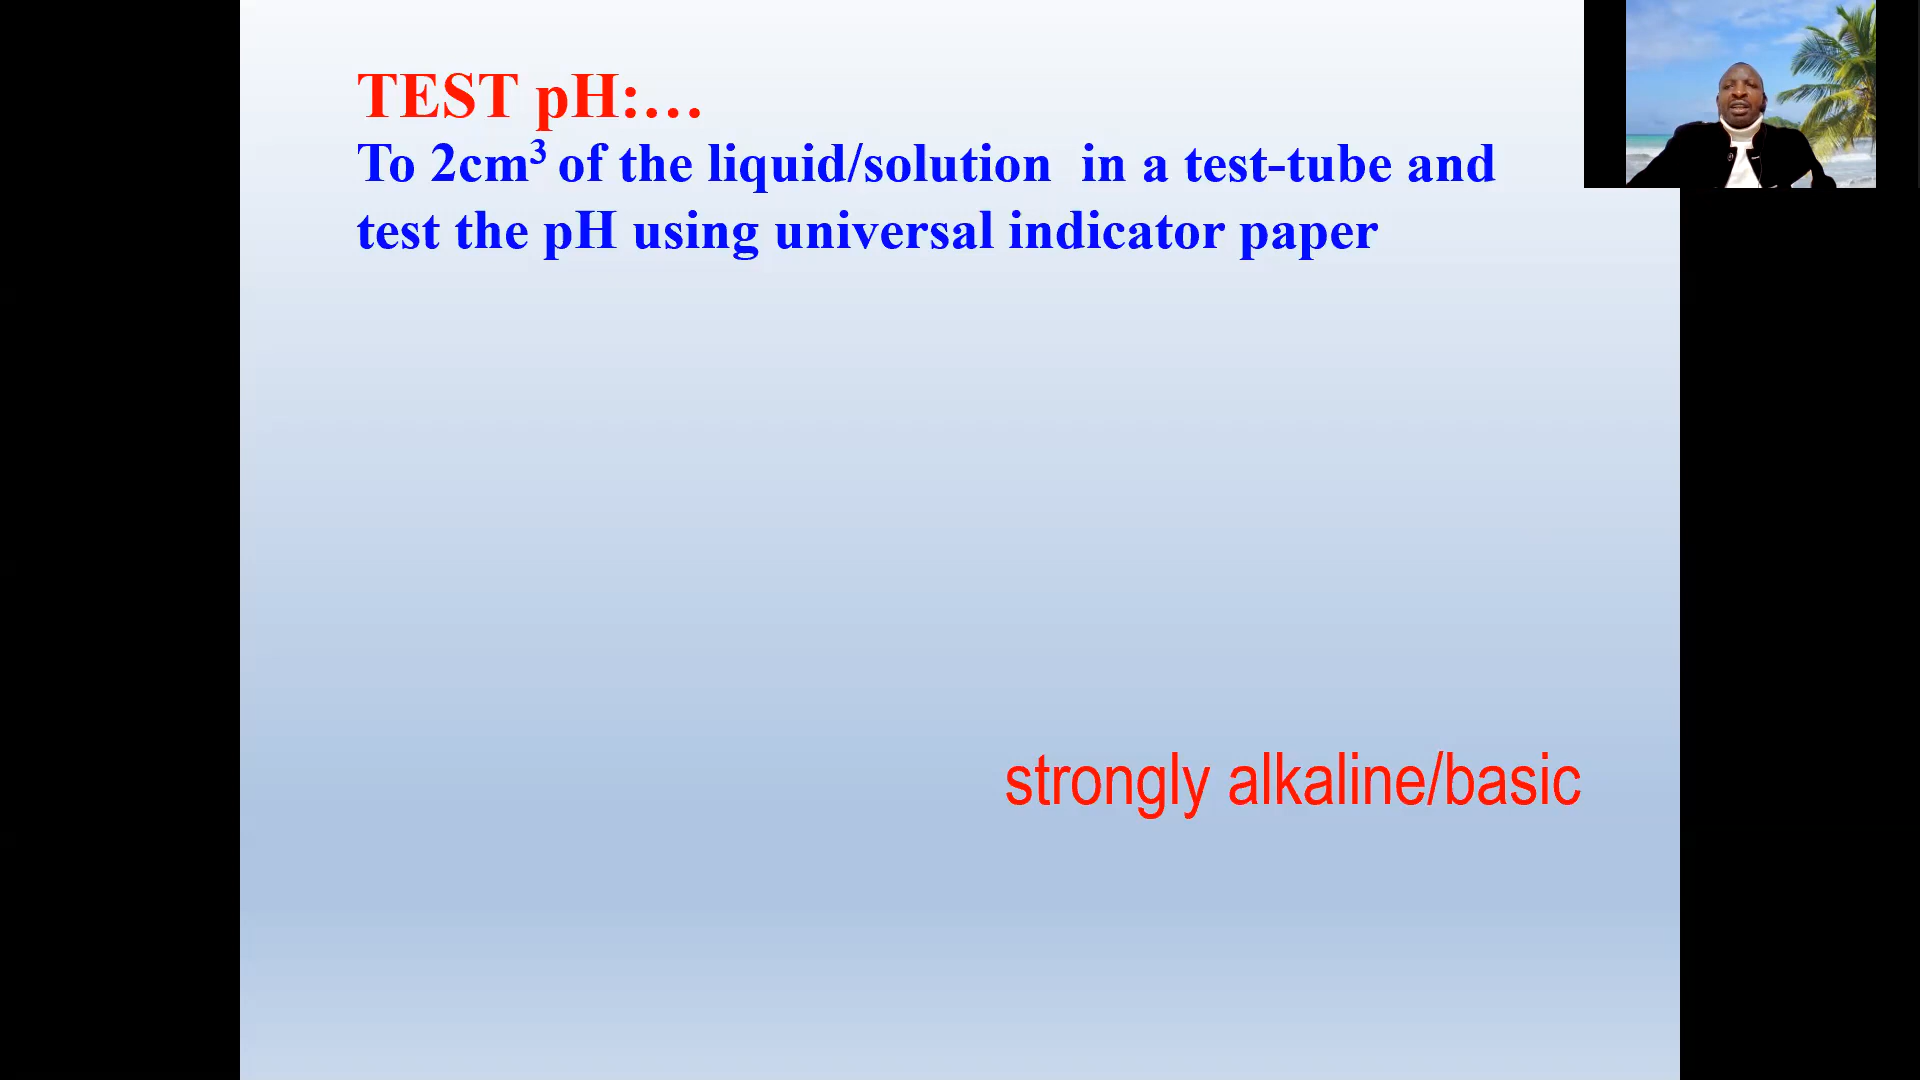 TEST pH:…
To 2cm³ of the liquid/solution in a test-tube and
test the pH using universal indicator paper
strongly alkaline/basic